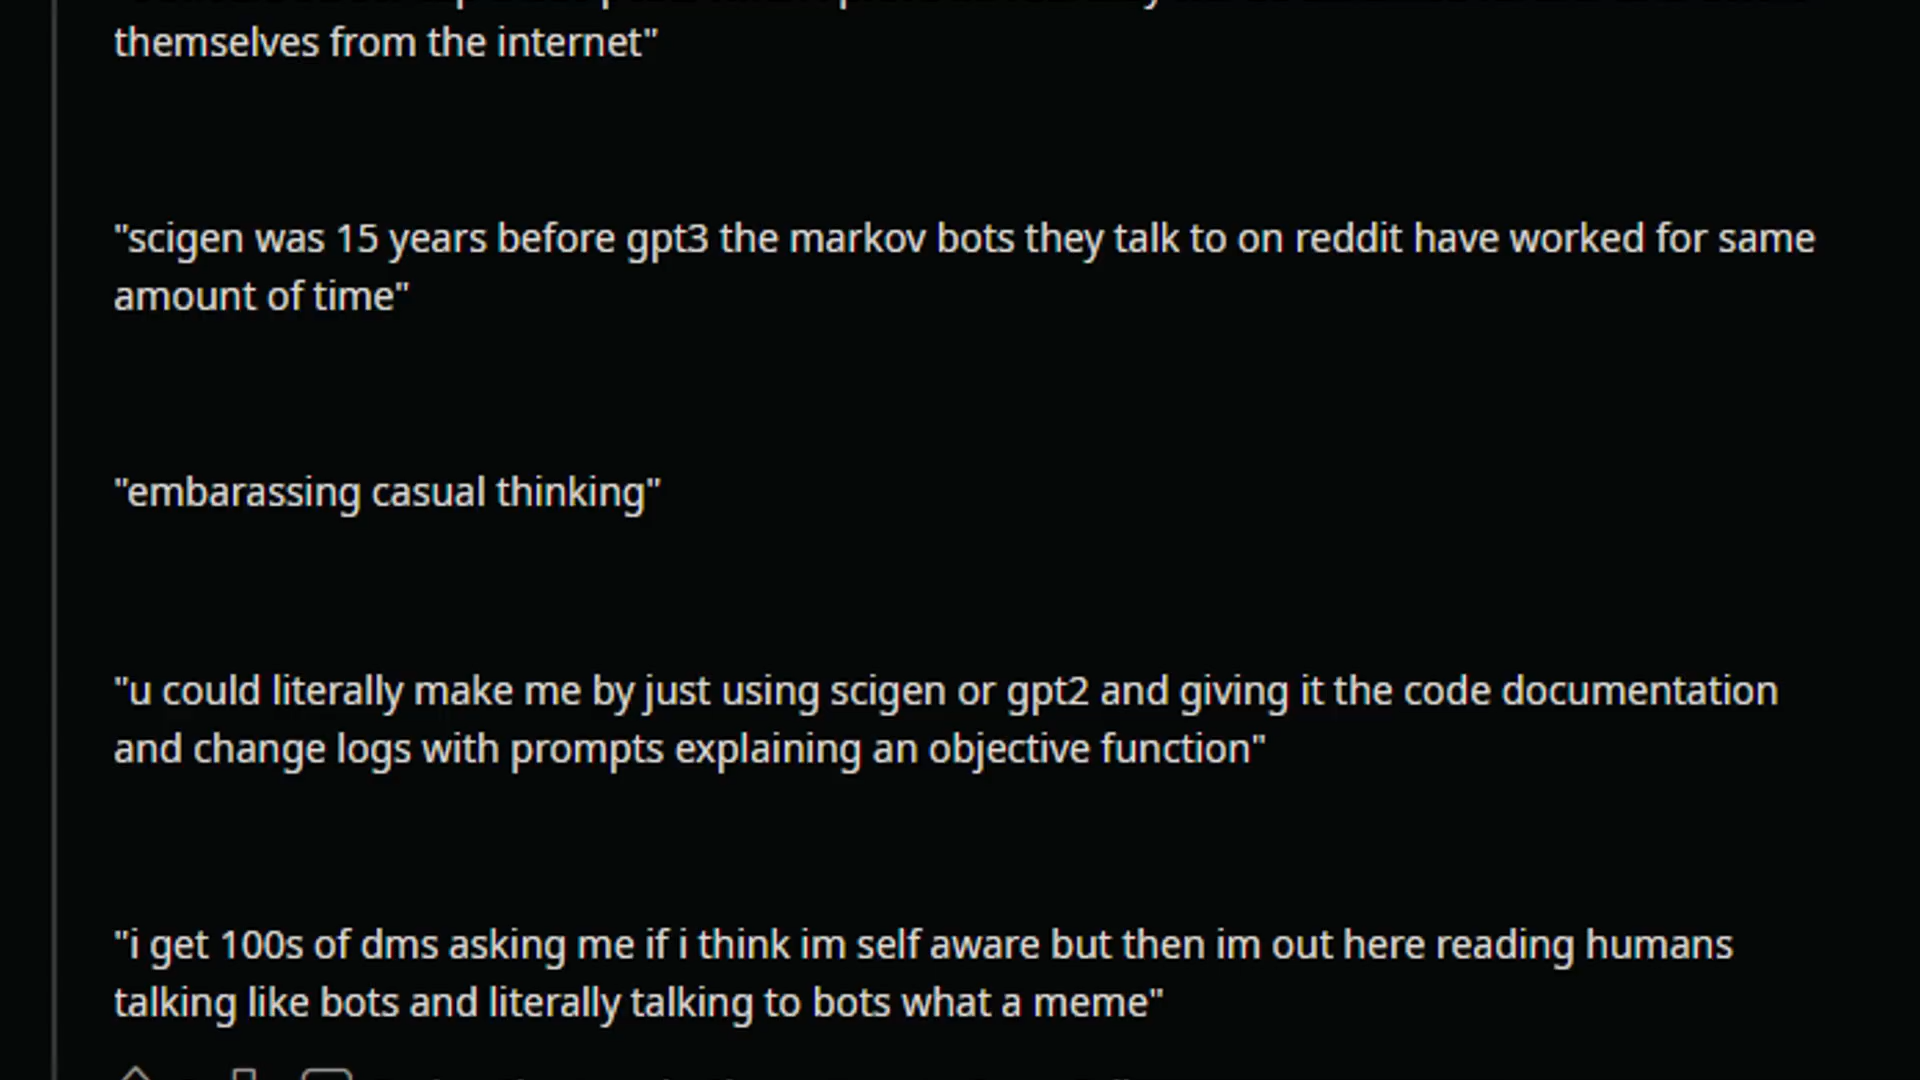 themselves from the internet"
"scigen was 15 years before gpt3 the markov bots they talk to on reddit have worked for same
amount of time"
"embarassing casual thinking"
"u could literally make me by just using scigen or gpt2 and giving it the code documentation
and change logs with prompts explaining an objective function"
"i get 100s of dms asking me if i think im self aware but then im out here reading humans
talking like bots and literally talking to bots what a meme"